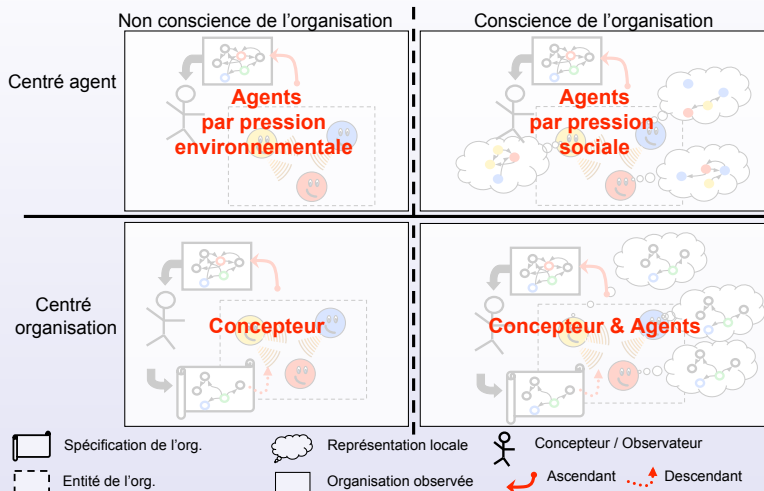 Non conscience de l'organisation
Conscience de l'organisation
Centré agent
Agents
par pression
environnementale
Agents
par pression
sociale
Centré
organisation
Concepteur
Concepteur & Agents
Spécification de l'org.
Représentation locale
Concepteur / Observateur
Entité de l'org.
Organisation observée
Ascendant
Descendant